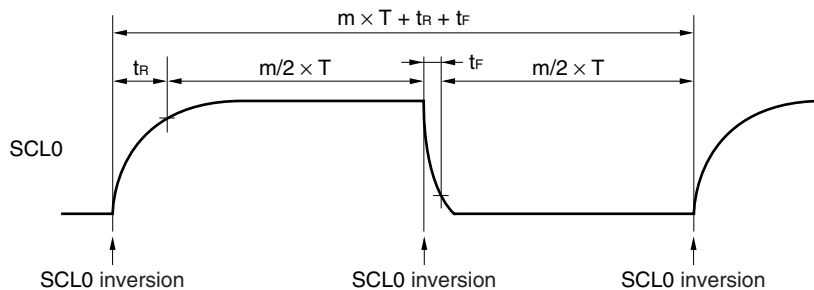 m × T + tR + tF
tR
m/2 × T
tF
m/2 × T
SCL0
SCL0 inversion
SCL0 inversion
SCL0 inversion